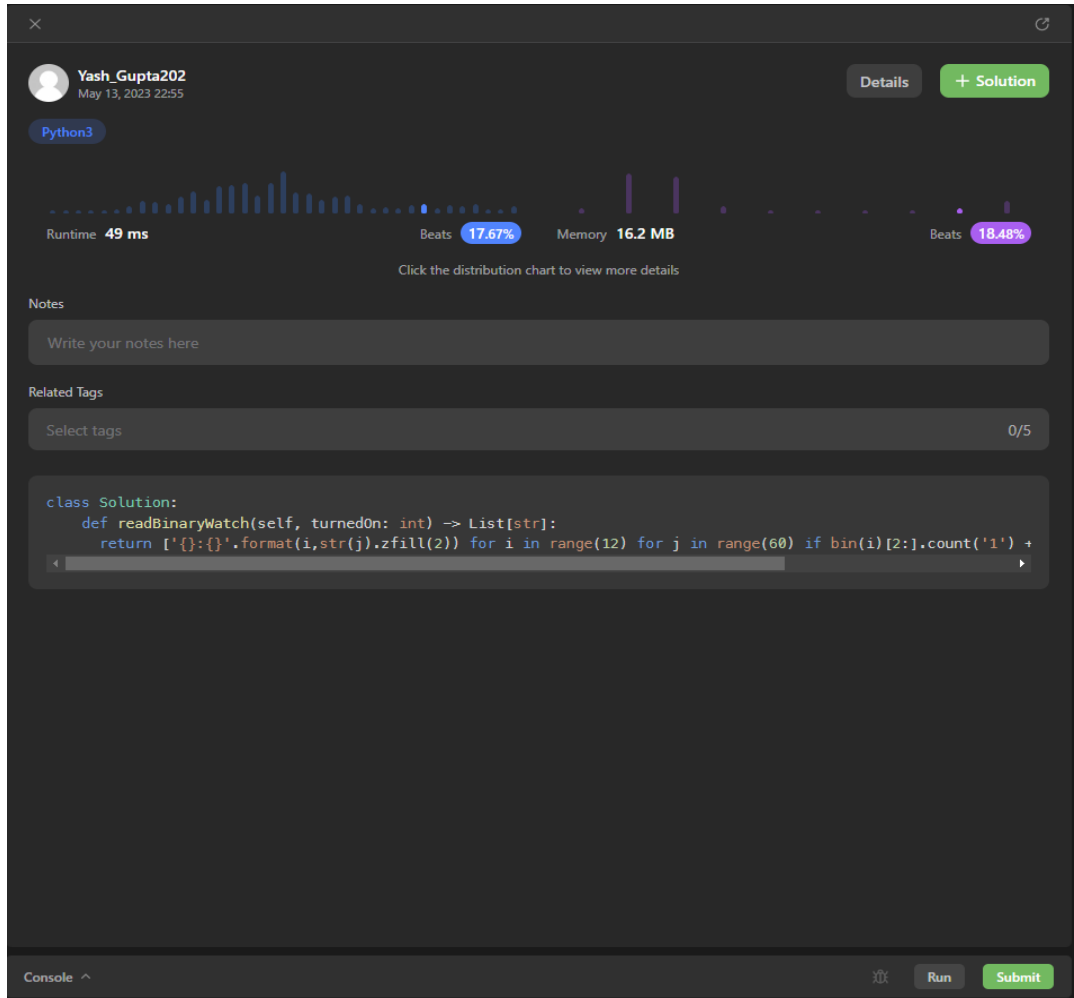 Yash_Gupta202
May 13, 2023 22:55
Details
+ Solution
Python3
Runtime 49 ms Beats 17.67% Memory 16.2 MB Beats 18.48%
Click the distribution chart to view more details
Notes
Write your notes here
Related Tags
Select tags 0/5
class Solution:
    def readBinaryWatch(self, turnedOn: int) -> List[str]:
      return ['{}:{}'.format(i,str(j).zfill(2)) for i in range(12) for j in range(60) if bin(i)[2:].count('1') +
Console Run Submit